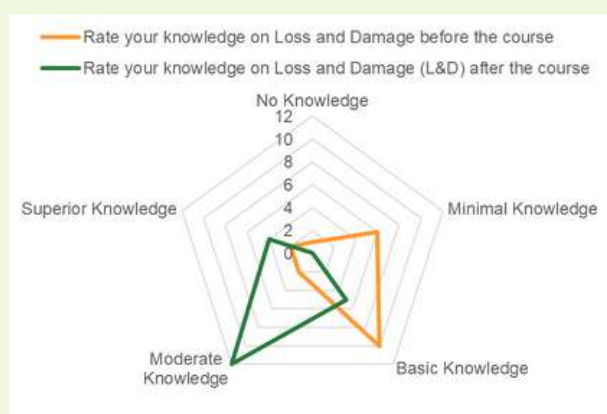 Rate your knowledge on Loss and Damage before the course
Rate your knowledge on Loss and Damage (L&D) after the course
No Knowledge
12
10
8
6
4
2
0
Superior Knowledge
Minimal Knowledge
Moderate
Knowledge
Basic Knowledge